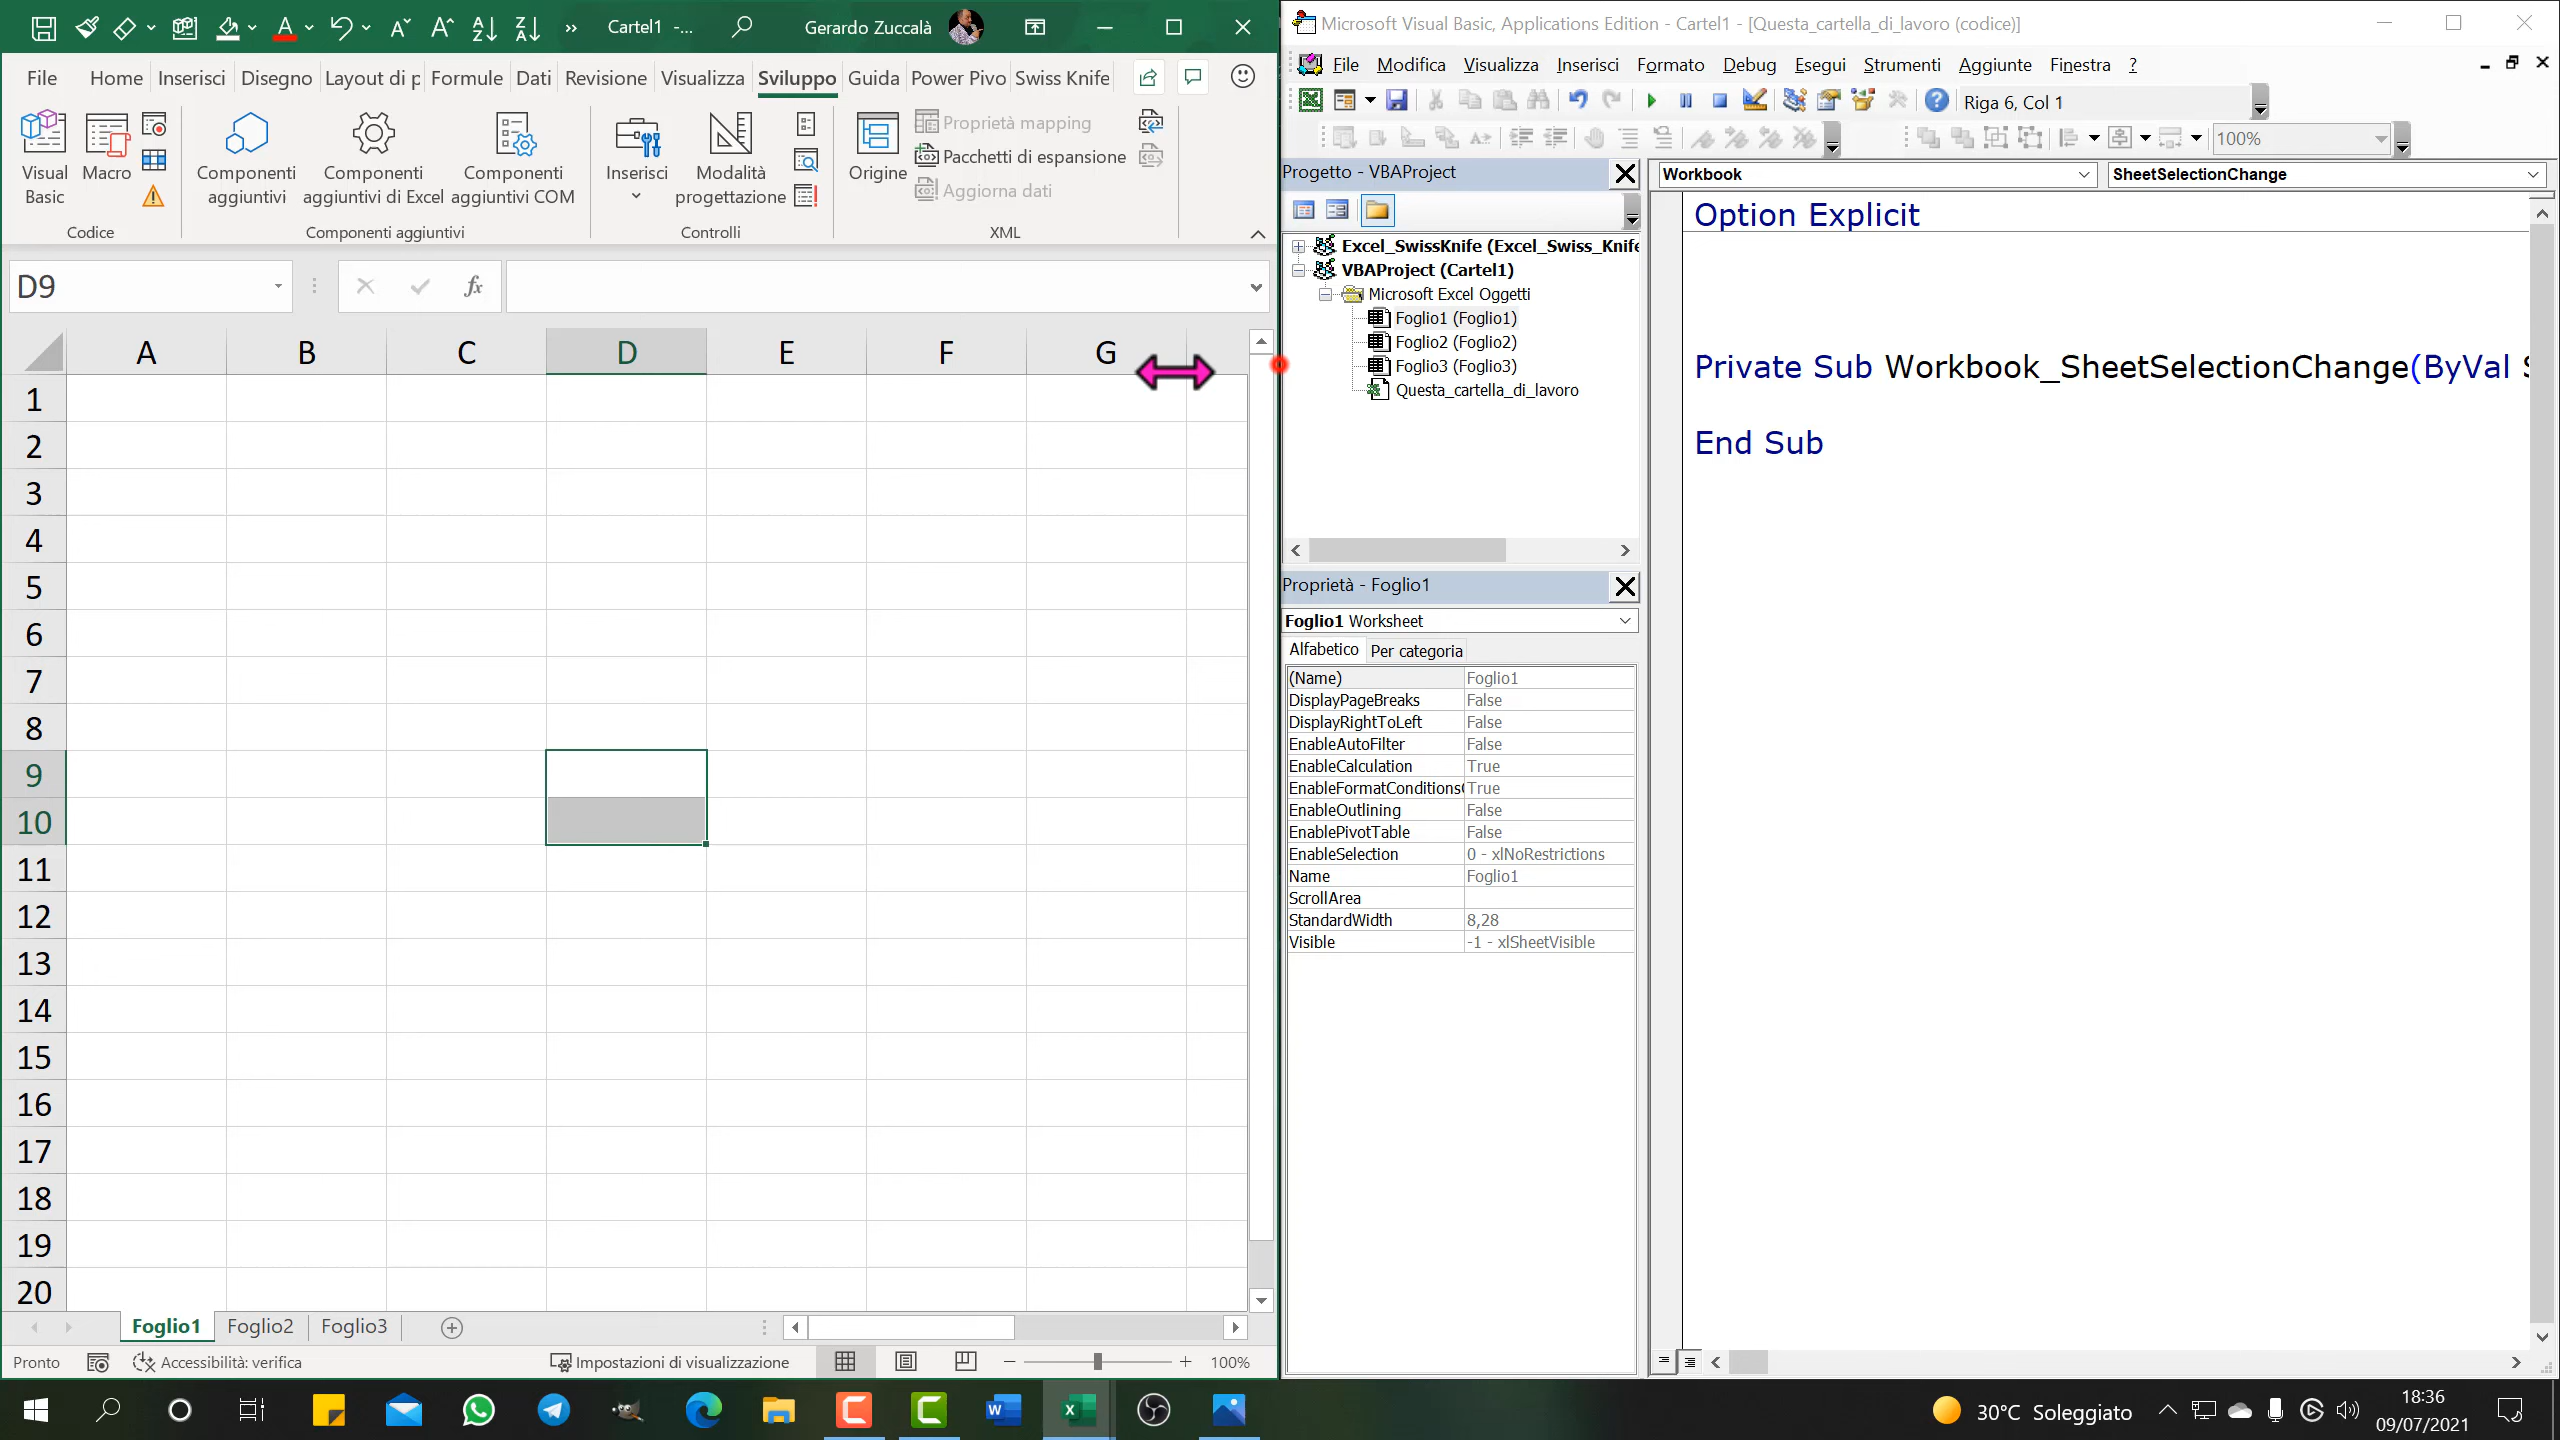 Cartel1 -...
Gerardo Zuccalà
File Home Inserisci Disegno Layout di p Formule Dati Revisione Visualizza Sviluppo Guida Power Pivo Swiss Knife
Visual Basic
Macro
Componenti aggiuntivi
Componenti aggiuntivi di Excel
Componenti aggiuntivi COM
Inserisci
Modalità progettazione
Origine
Proprietà mapping
Pacchetti di espansione
Aggiorna dati
Codice Componenti aggiuntivi Controlli XML
D9
fx
A B C D E F G
1
2
3
4
5
6
7
8
9
10
11
12
13
14
15
16
17
18
19
20
Foglio1 Foglio2 Foglio3
Pronto Accessibilità: verifica Impostazioni di visualizzazione 100%
Microsoft Visual Basic, Applications Edition - Cartel1 - [Questa_cartella_di_lavoro (codice)]
File Modifica Visualizza Inserisci Formato Debug Esegui Strumenti Aggiunte Finestra ?
Riga 6, Col 1
100%
Progetto - VBAProject
Excel_SwissKnife (Excel_Swiss_Knife
VBAProject (Cartel1)
Microsoft Excel Oggetti
Foglio1 (Foglio1)
Foglio2 (Foglio2)
Foglio3 (Foglio3)
Questa_cartella_di_lavoro
Proprietà - Foglio1
Foglio1 Worksheet
Alfabetico Per categoria
(Name) Foglio1
DisplayPageBreaks False
DisplayRightToLeft False
EnableAutoFilter False
EnableCalculation True
EnableFormatConditions True
EnableOutlining False
EnablePivotTable False
EnableSelection 0 - xlNoRestrictions
Name Foglio1
ScrollArea
StandardWidth 8,28
Visible -1 - xlSheetVisible
Workbook SheetSelectionChange
Option Explicit
Private Sub Workbook_SheetSelectionChange(ByVal S
End Sub
30°C Soleggiato
18:36
09/07/2021